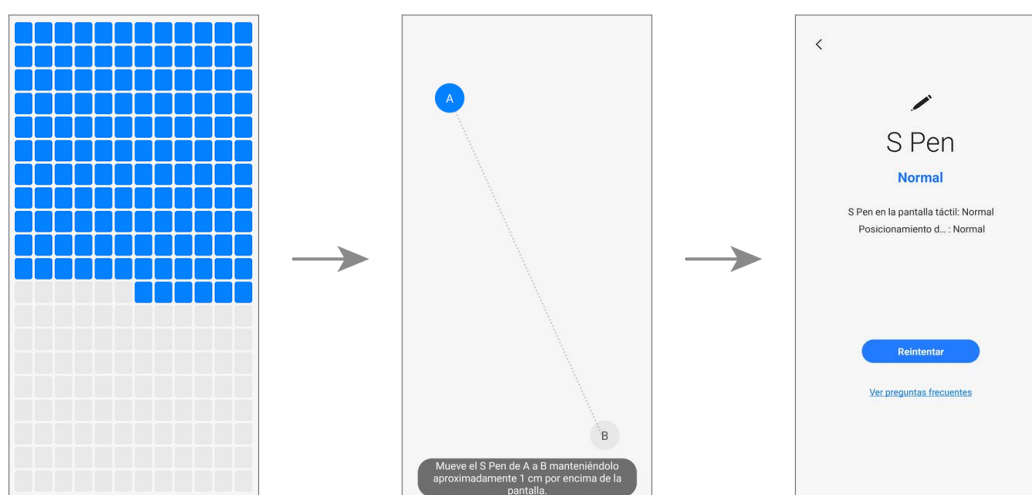 A
B
Mueve el S Pen de A a B manteniéndolo
aproximadamente 1 cm por encima de la
pantalla.
S Pen
Normal
S Pen en la pantalla táctil: Normal
Posicionamiento d... : Normal
Reintentar
Ver preguntas frecuentes